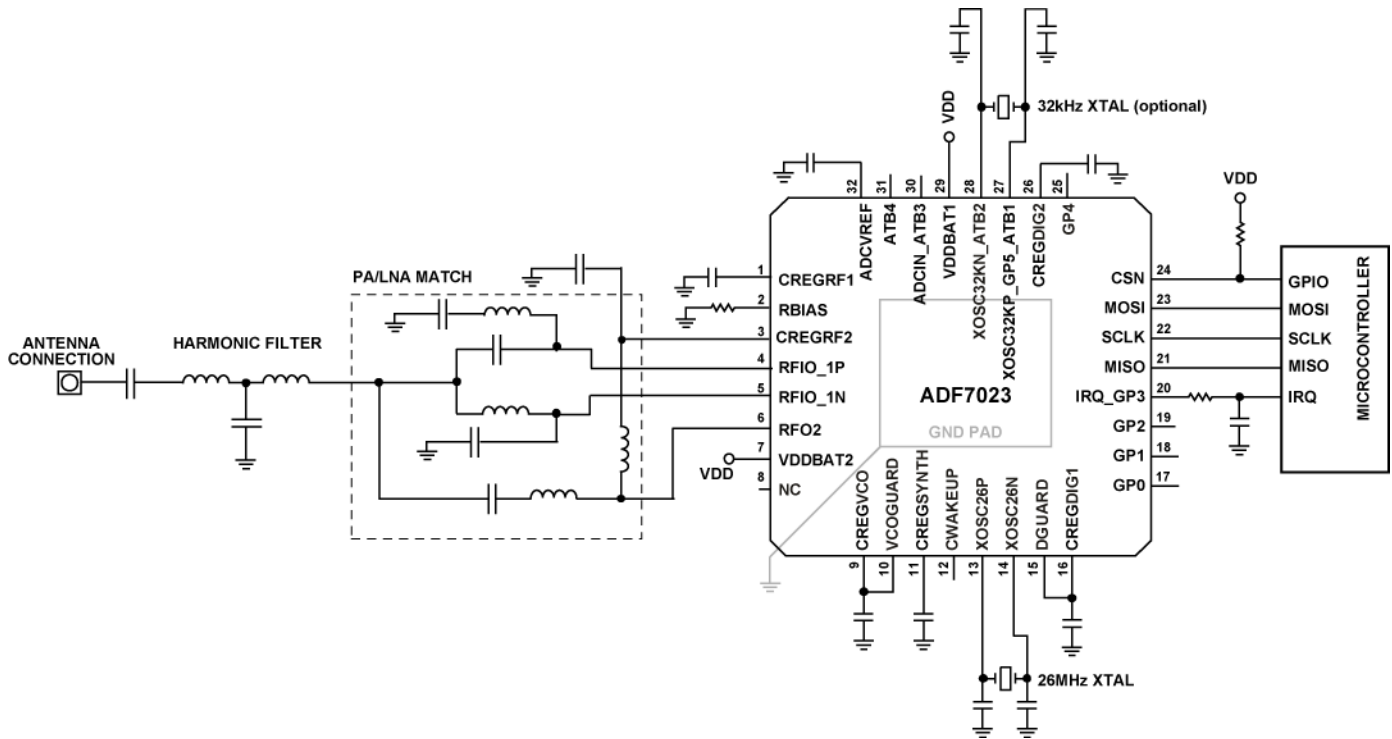 32kHz XTAL (optional)
VDD
32
31
30
29
28
27
26
25
ADCVREF
ATB4
ADCIN_ATB3
VDDBAT1
XOSC32KN_ATB2
XOSC32KP_GP5_ATB1
CREGDIG2
GP4
VDD
PA/LNA MATCH
ANTENNA
CONNECTION
HARMONIC FILTER
1 CREGRF1
2 RBIAS
3 CREGRF2
4 RFIO_1P
5 RFIO_1N
6 RFO2
7 VDDBAT2
VDD
8 NC
ADF7023
GND PAD
CSN 24 GPIO
MOSI 23 MOSI
SCLK 22 SCLK
MISO 21 MISO
IRQ_GP3 20 IRQ
GP2 19
GP1 18
GP0 17
MICROCONTROLLER
CREGVCO
VCOGUARD
CREGSYNTH
CWAKEUP
XOSC26P
XOSC26N
DGUARD
CREGDIG1
9
10
11
12
13
14
15
16
26MHz XTAL